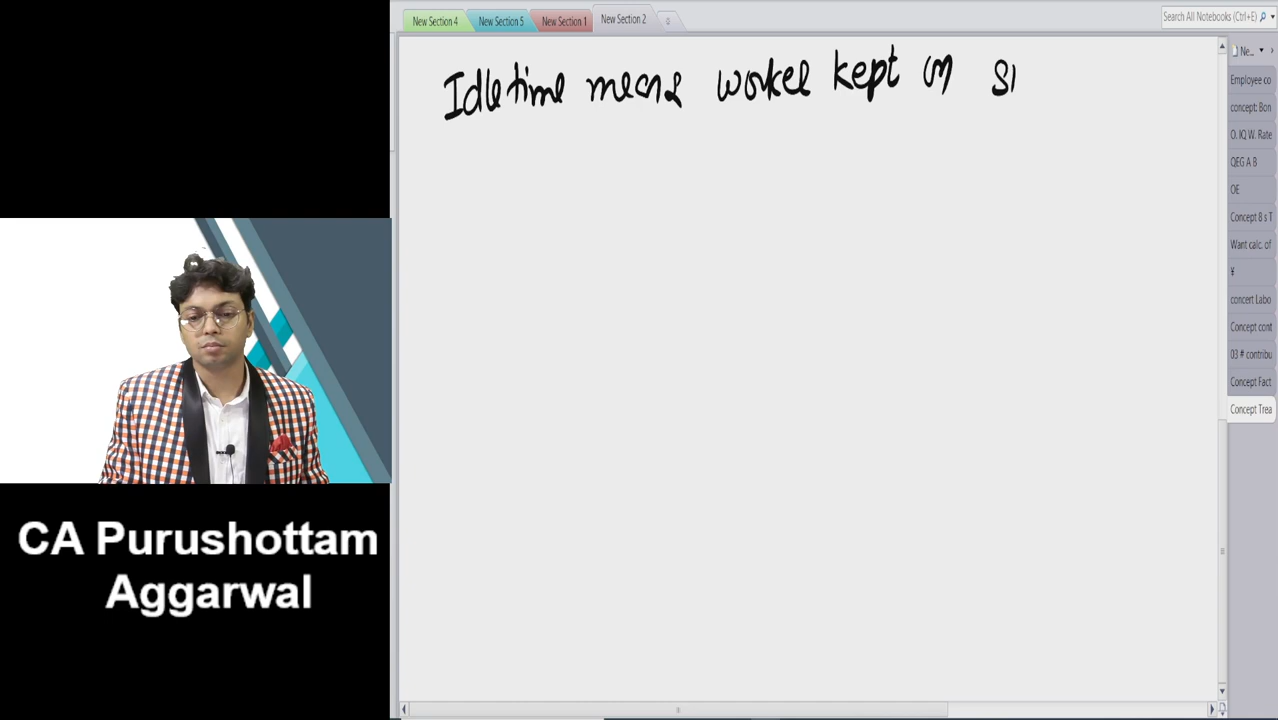 New Section 4
New Section 5
New Section 1
New Section 2
Search All Notebooks (Ctrl+E)
Ne...
Idle time means worker kept on
Employee co
concept: Bon
O. IQ W. Rate
QEG A B
OE
Concept 8 s T
Want calc. of
¥
concert Labo
Concept cont
03 # contribu
Concept Fact
Concept Trea
CA Purushottam
Aggarwal